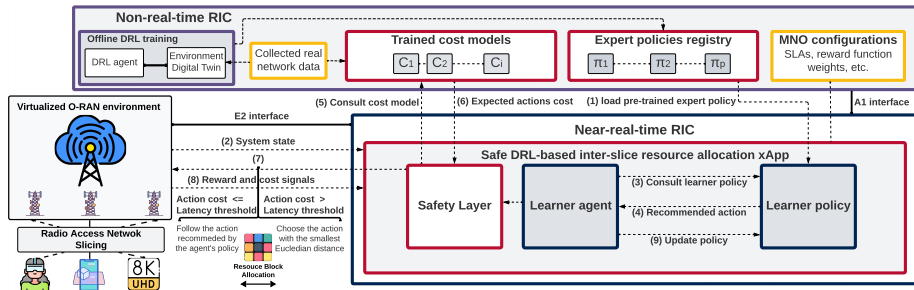 Non-real-time RIC
Offline DRL training
DRL agent
Environment
Digital Twin
Collected real
network data
Trained cost models
C1
C2
Ci
Expert policies registry
π1
π2
πp
MNO configurations
SLAs, reward function
weights, etc.
(5) Consult cost model
(6) Expected actions cost
(1) load pre-trained expert policy
A1 interface
Virtualized O-RAN environment
E2 interface
(2) System state
(7)
(8) Reward and cost signals
Action cost <=
Latency threshold
Action cost >
Latency threshold
Follow the action
recommeded by
the agent's policy
Choose the action
with the smallest
Eucledian distance
Resouce Block
Allocation
Radio Access Netwok
Slicing
8K
UHD
Near-real-time RIC
Safe DRL-based inter-slice resource allocation xApp
Safety Layer
Learner agent
Learner policy
(3) Consult learner policy
(4) Recommended action
(9) Update policy